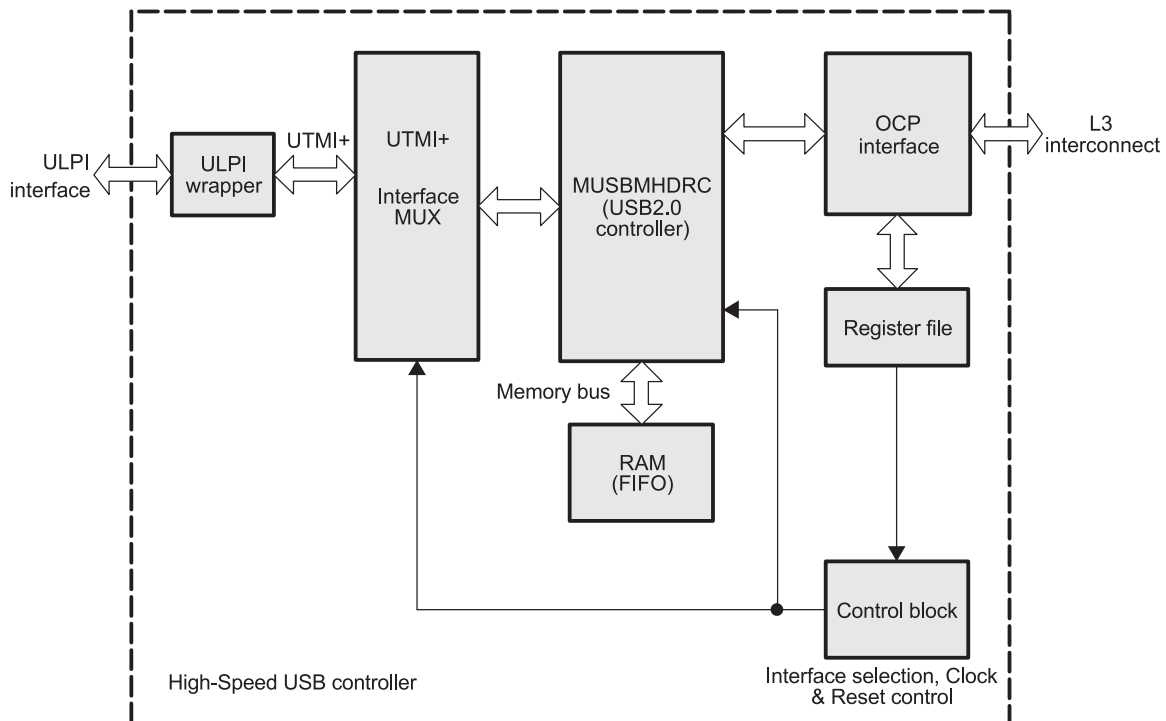 ULPI
interface
ULPI
wrapper
UTMI+
UTMI+
Interface
MUX
MUSBMHDRC
(USB2.0
controller)
OCP
interface
L3
interconnect
Register file
Memory bus
RAM
(FIFO)
Control block
Interface selection, Clock
& Reset control
High-Speed USB controller